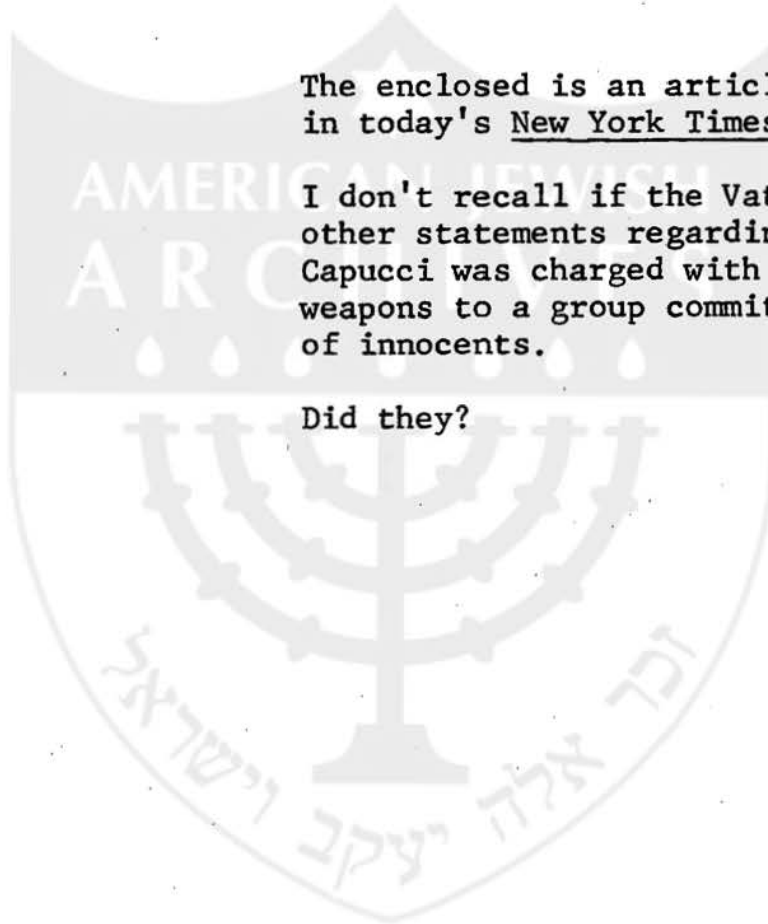 The enclosed is an articl
in today's New York Times
AMERICAN JEWISH
I don't recall if the Vat
other statements regardin
ARCHIVES
Capucci was charged with
weapons to a group commit
of innocents.
Did they?
זכר אלה יעקב וישראל